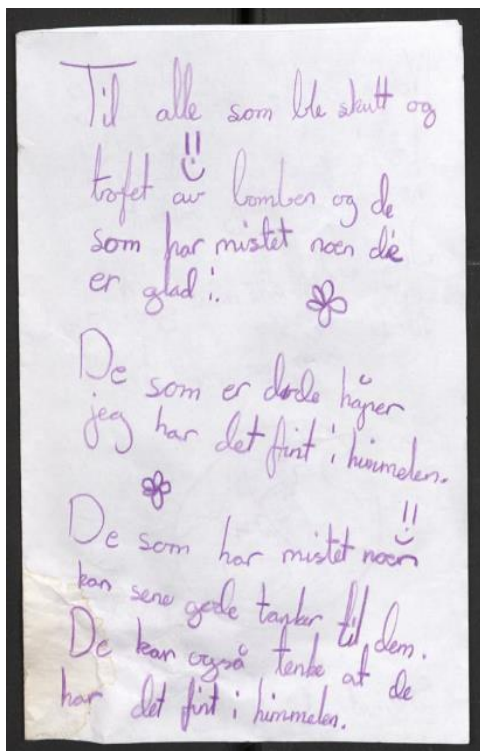 Til alle som ble skutt og
trofet av bomben og de
som har mistet noen de
er glad i.
De som er døde håper
jeg har det fint i himmelen.
De som har mistet noen
kan sene gode tanker til dem.
De kan også tenke at de
har det fint i himmelen.